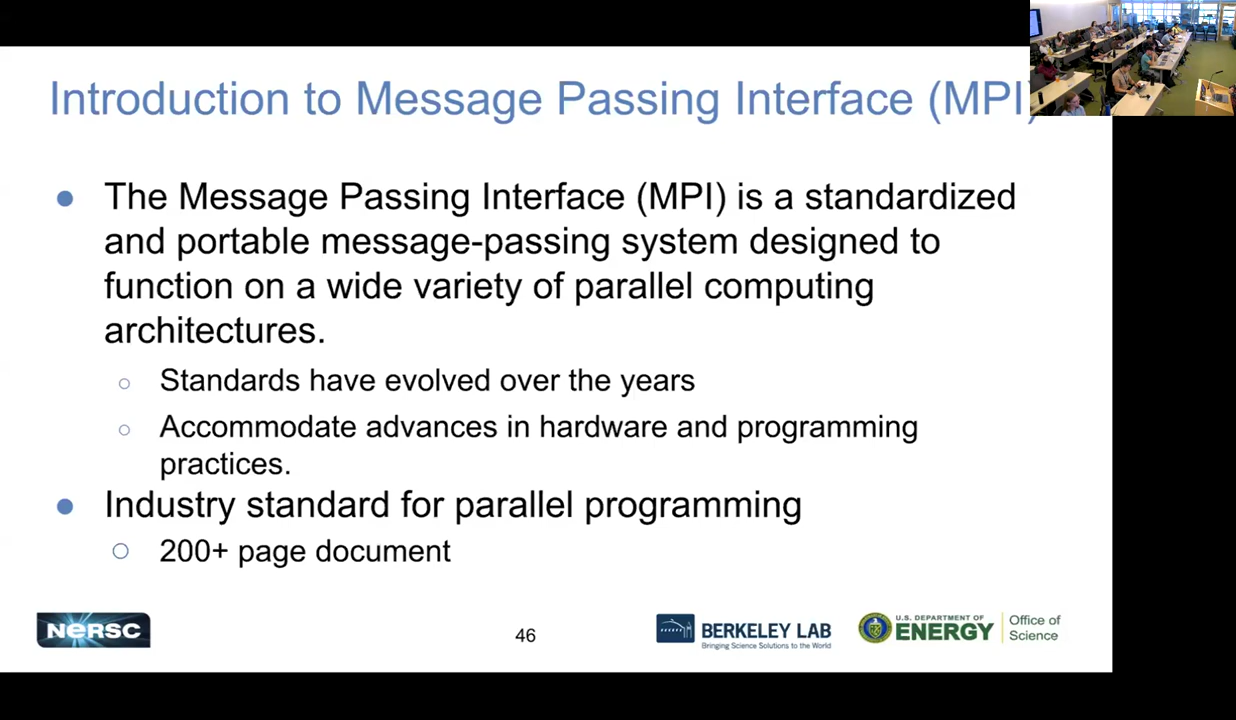 Introduction to Message Passing Interface (MPI)
● The Message Passing Interface (MPI) is a standardized
and portable message-passing system designed to
function on a wide variety of parallel computing
architectures.
○ Standards have evolved over the years
○ Accommodate advances in hardware and programming
practices.
● Industry standard for parallel programming
○ 200+ page document
NERSC
46
BERKELEY LAB
Bringing Science Solutions to the World
U.S. DEPARTMENT OF
ENERGY
Office of
Science